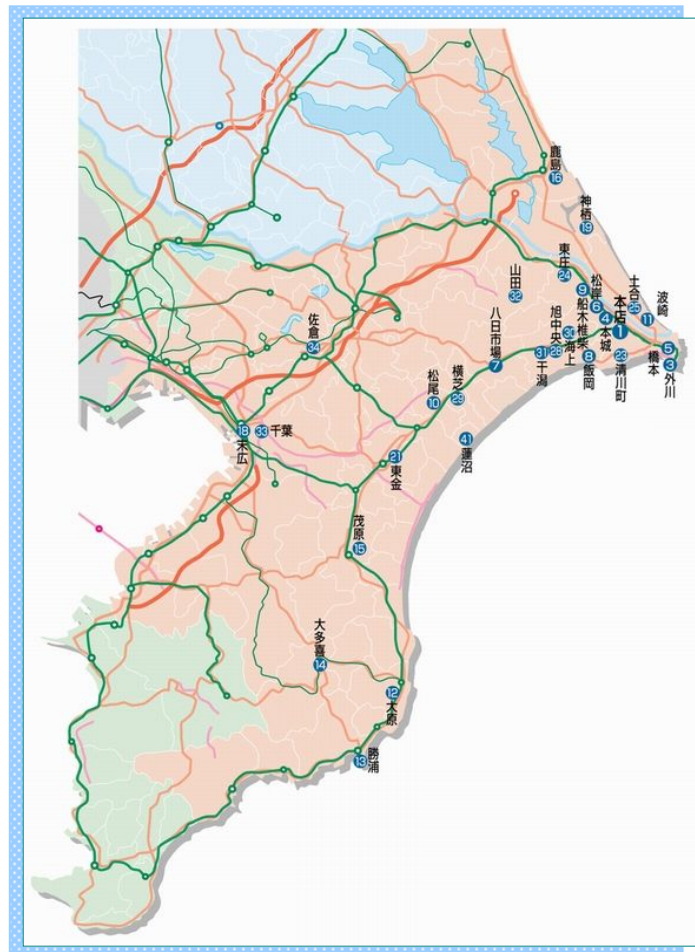 鹿島
16
神栖
19
東庄
24
松岸
6
土合
25
波崎
11
山田
32
船木椎柴
9
本城
4
本店
1
旭中央
28
海上
30
八日市場
7
干潟
31
飯岡
8
清川町
23
橋本
5
外川
3
佐倉
34
松尾
10
横芝
29
蓮沼
41
末広
18
千葉
33
東金
21
茂原
15
大多喜
14
大原
12
勝浦
13